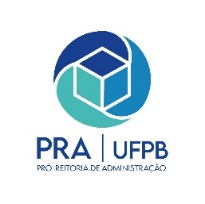 PRA | UFPB
PRÓ-REITORIA DE ADMINISTRAÇÃO